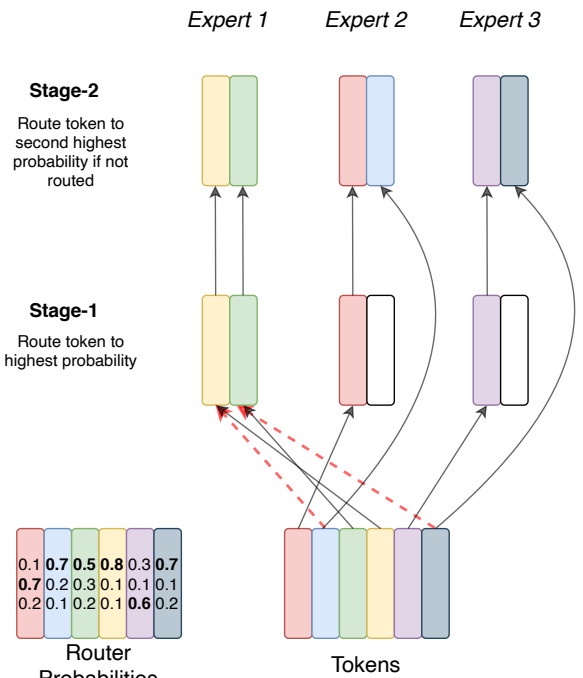 Expert 1 Expert 2 Expert 3
Stage-2
Route token to
second highest
probability if not
routed
Stage-1
Route token to
highest probability
0.1 0.7 0.5 0.8 0.3 0.7
0.7 0.2 0.3 0.1 0.1 0.1
0.2 0.1 0.2 0.1 0.6 0.2
Router
Probabilities
Tokens